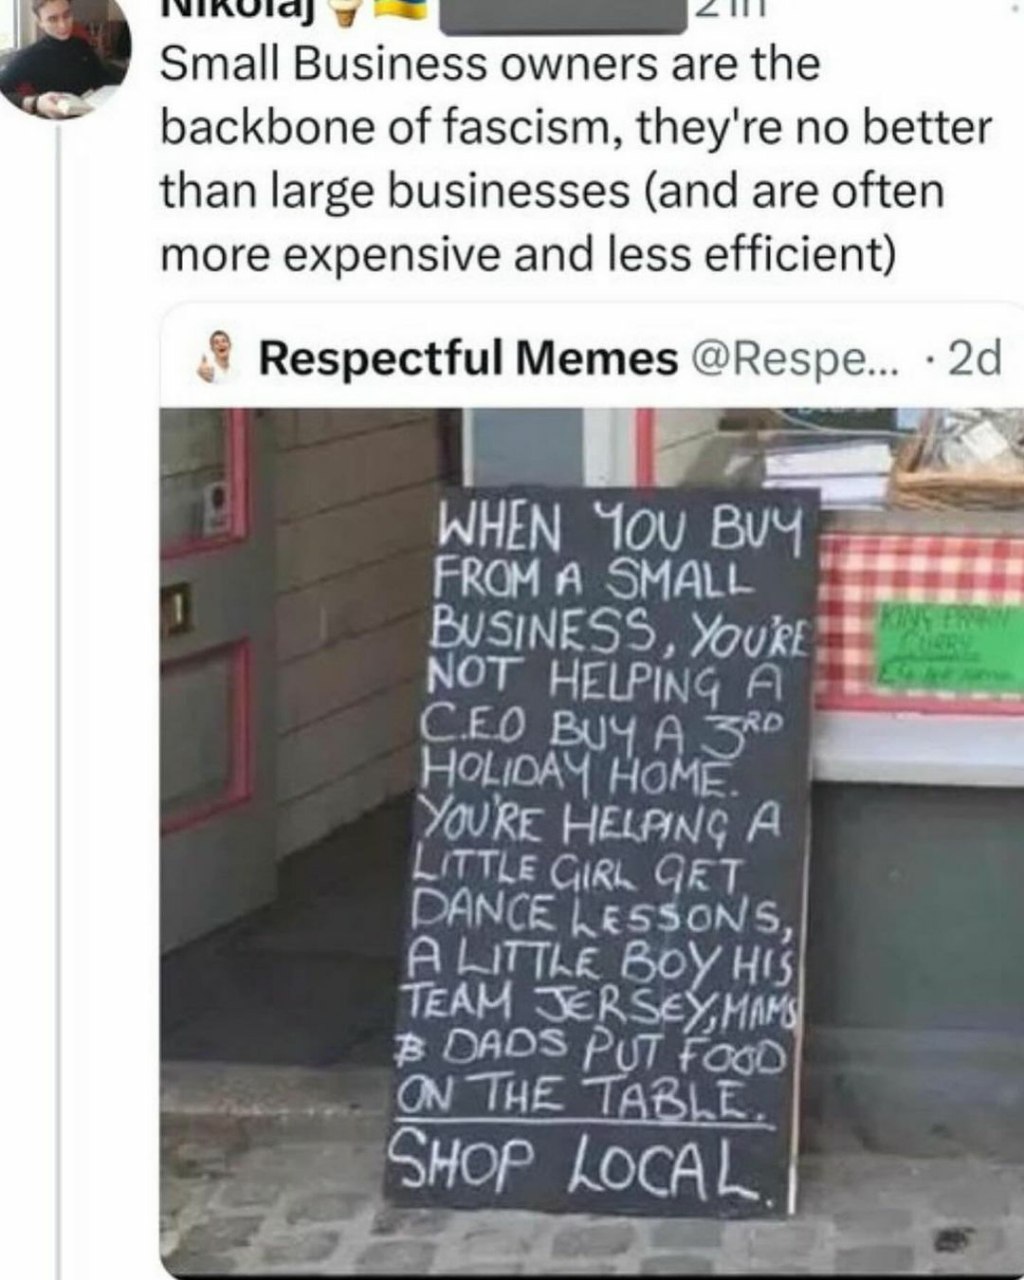 Nikolaj
Small Business owners are the
backbone of fascism, they're no better
than large businesses (and are often
more expensive and less efficient)
Respectful Memes @Respe... · 2d
WHEN YOU BUY
FROM A SMALL
BUSINESS, YOU'RE
NOT HELPING A
C.E.O BUY A 3RD
HOLIDAY HOME.
YOU'RE HELPING A
LITTLE GIRL GET
DANCE LESSONS,
A LITTLE BOY HIS
TEAM JERSEY, MAMS
& DADS PUT FOOD
ON THE TABLE.
SHOP LOCAL.
KING PRAWN
CURRY